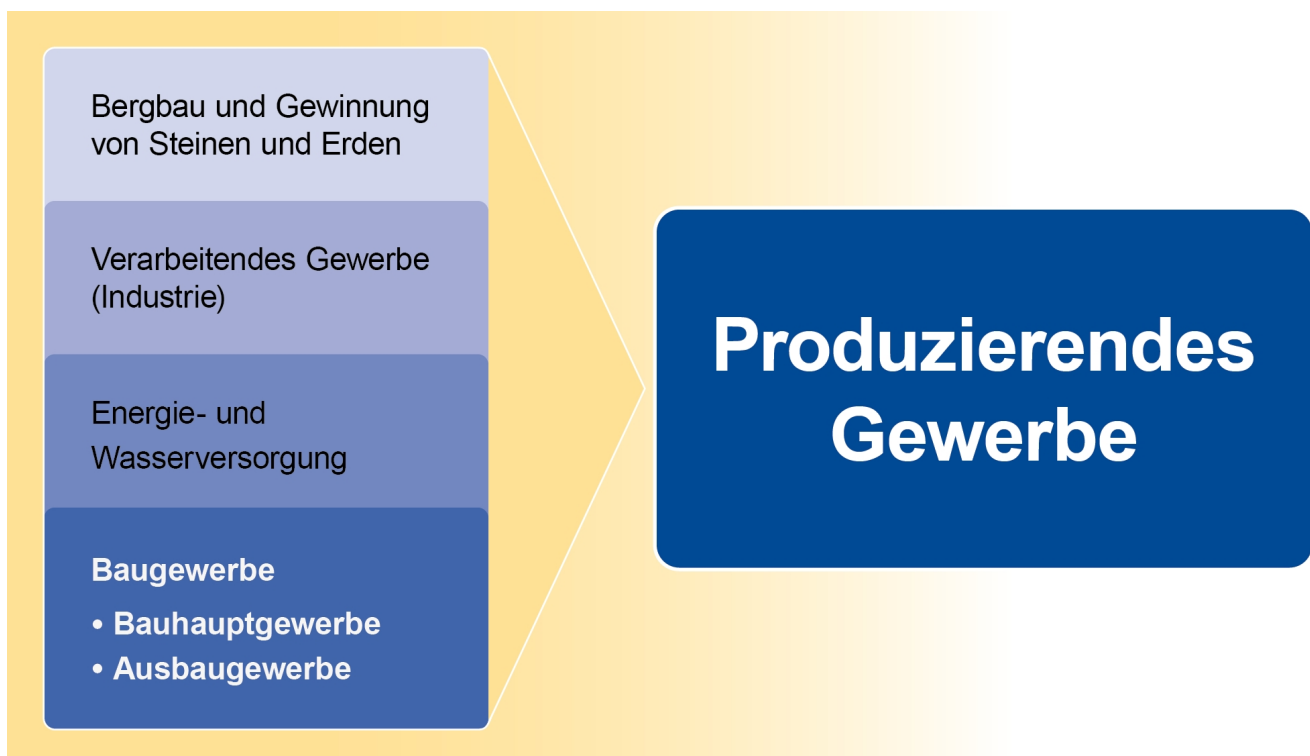 Bergbau und Gewinnung
von Steinen und Erden
Verarbeitendes Gewerbe
(Industrie)
Energie- und
Wasserversorgung
Baugewerbe
• Bauhauptgewerbe
• Ausbaugewerbe
Produzierendes
Gewerbe